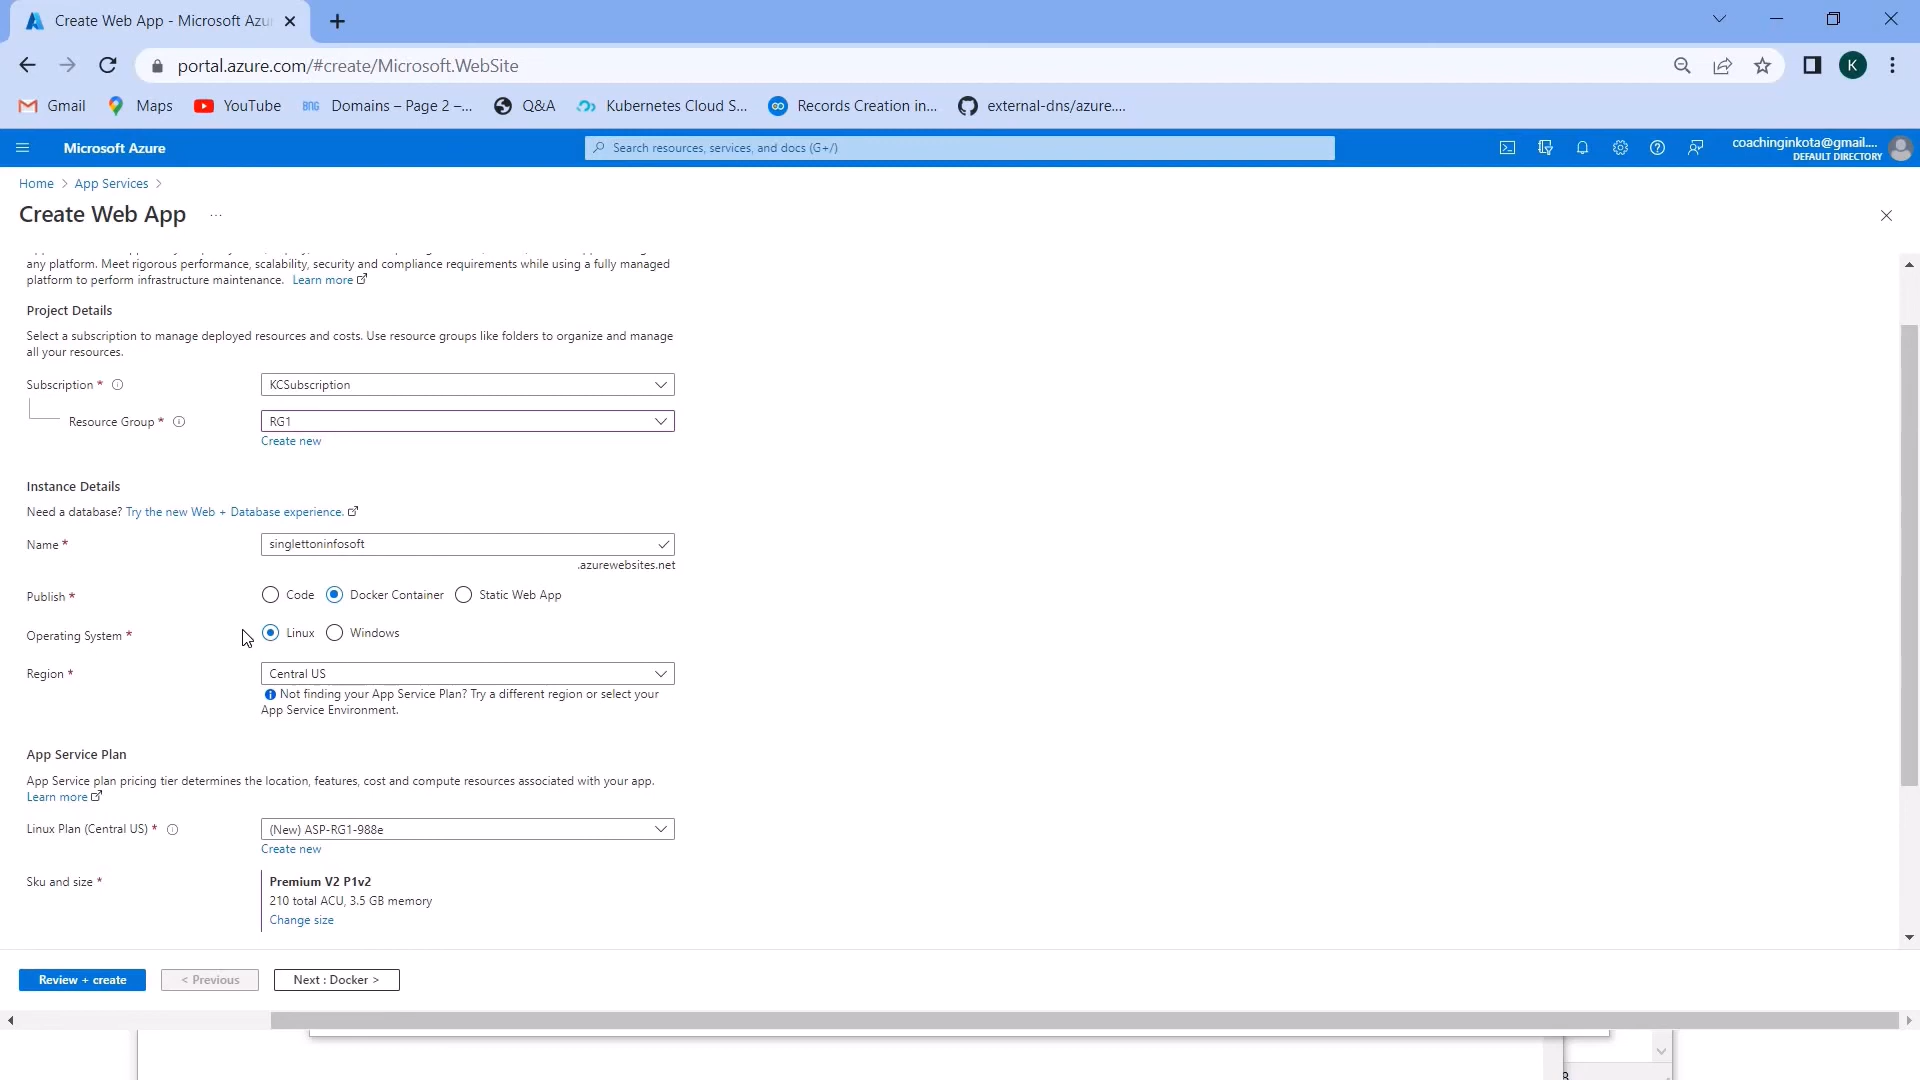 Create Web App - Microsoft Azu
portal.azure.com/#create/Microsoft.WebSite
K
Gmail
Maps
YouTube
BNG
Domains – Page 2 –...
Q&A
Kubernetes Cloud S...
Records Creation in...
external-dns/azure....
Microsoft Azure
Search resources, services, and docs (G+/)
coachinginkota@gmail....
DEFAULT DIRECTORY
Home > App Services >
Create Web App ...
any platform. Meet rigorous performance, scalability, security and compliance requirements while using a fully managed
platform to perform infrastructure maintenance. Learn more
Project Details
Select a subscription to manage deployed resources and costs. Use resource groups like folders to organize and manage
all your resources.
Subscription *
KCSubscription
Resource Group *
RG1
Create new
Instance Details
Need a database? Try the new Web + Database experience.
Name *
singlettoninfosoft
.azurewebsites.net
Publish *
Code
Docker Container
Static Web App
Operating System *
Linux
Windows
Region *
Central US
Not finding your App Service Plan? Try a different region or select your
App Service Environment.
App Service Plan
App Service plan pricing tier determines the location, features, cost and compute resources associated with your app.
Learn more
Linux Plan (Central US) *
(New) ASP-RG1-988e
Create new
Sku and size *
Premium V2 P1v2
210 total ACU, 3.5 GB memory
Change size
Review + create
< Previous
Next : Docker >